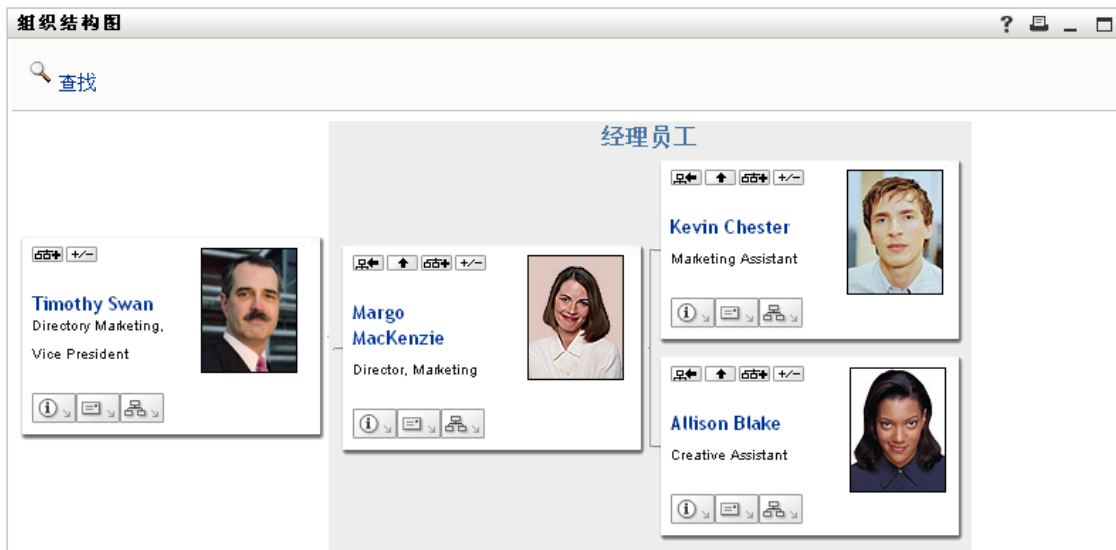 组织结构图
?
查找
经理员工
+/-
Timothy Swan
Directory Marketing,
Vice President
+/-
Margo
MacKenzie
Director, Marketing
+/-
Kevin Chester
Marketing Assistant
+/-
Allison Blake
Creative Assistant